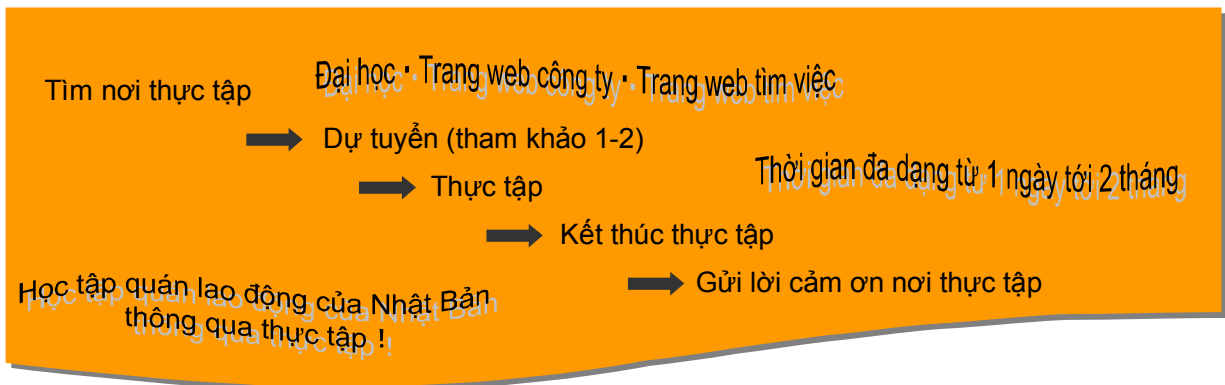 Đại học・Trang web công ty・Trang web tìm việc
Tìm nơi thực tập
Dự tuyển (tham khảo 1-2)
Thời gian đa dạng từ 1 ngày tới 2 tháng
Thực tập
Kết thúc thực tập
Gửi lời cảm ơn nơi thực tập
Học tập quán lao động của Nhật Bản
thông qua thực tập !